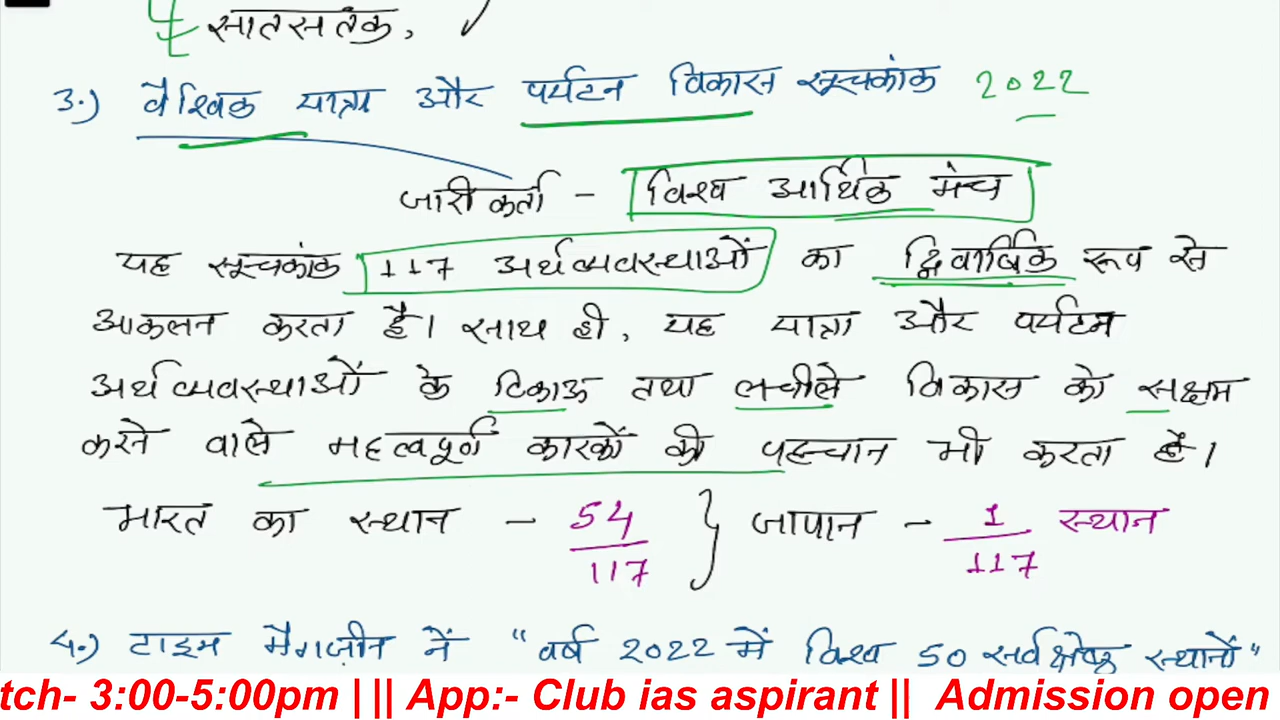 सातसतक,
3.) वैश्विक यात्रा और पर्यटन विकास सूचकांक 2022
जारीकर्ता - विश्व आर्थिक मंच
यह सूचकांक 117 अर्थव्यवस्थाओं का द्विवार्षिक रूप से
आकलन करता है। साथ ही, यह यात्रा और पर्यटन
अर्थव्यवस्थाओं के टिकाऊ तथा लचीले विकास को सक्षम
करने वाले महत्वपूर्ण कारकों की पहचान भी करता है।
भारत का स्थान - 54/117 } जापान - 1/117 स्थान
4.) टाइम मैगजीन में "वर्ष 2022 में विश्व 50 सर्वश्रेष्ठ स्थानों"
tch- 3:00-5:00pm | || App:- Club ias aspirant || Admission open